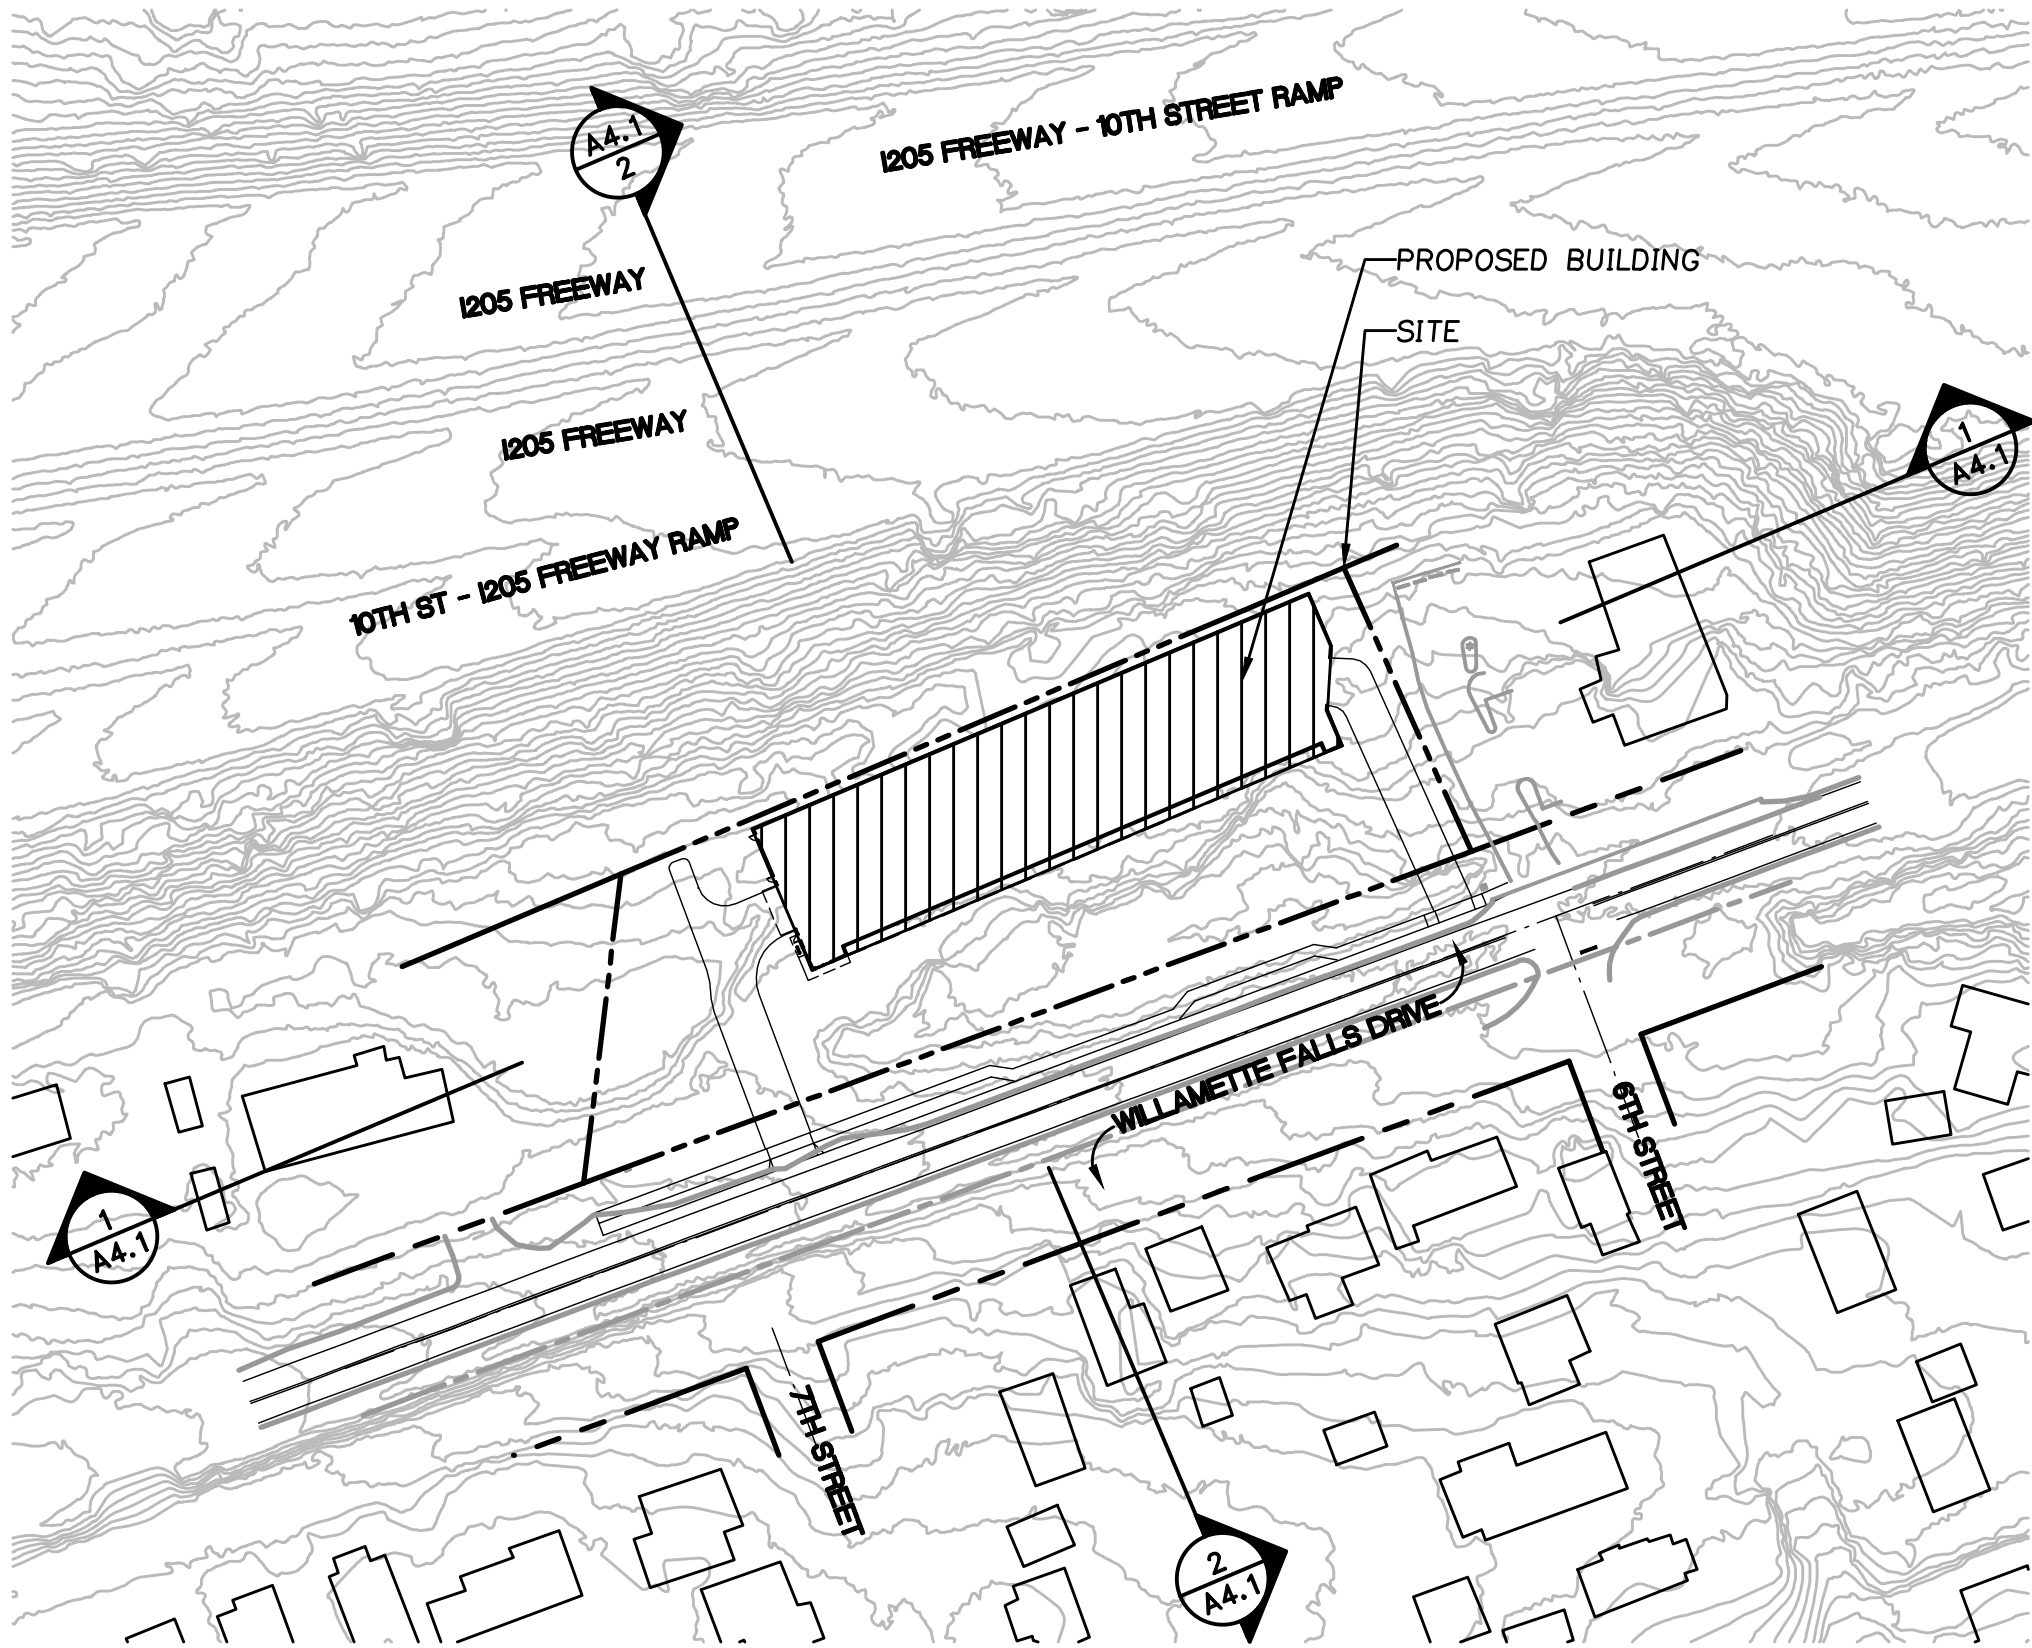 I205 FREEWAY - 10TH STREET RAMP
A4.1
2
PROPOSED BUILDING
I205 FREEWAY
SITE
I205 FREEWAY
1
A4.1
10TH ST - I205 FREEWAY RAMP
WILLAMETTE FALLS DRIVE
6TH STREET
1
A4.1
7TH STREET
2
A4.1